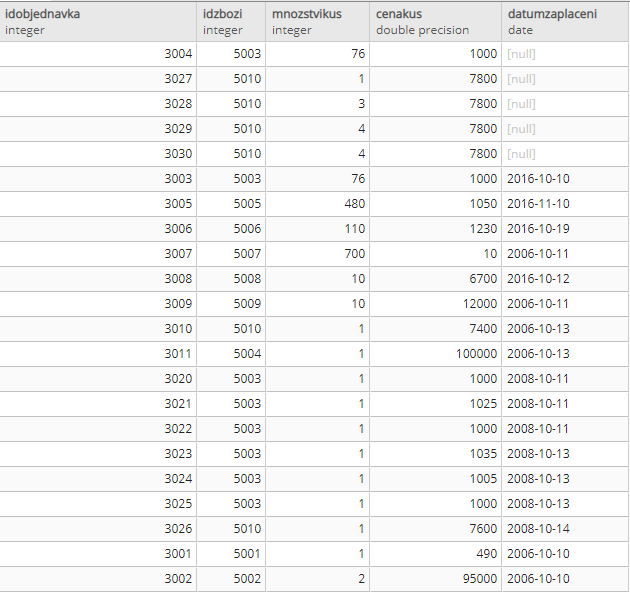 idobjednavka idzbozi mnozstvikus cenakus datumzaplaceni
integer integer integer double precision date
3004 5003 76 1000 [null]
3027 5010 1 7800 [null]
3028 5010 3 7800 [null]
3029 5010 4 7800 [null]
3030 5010 4 7800 [null]
3003 5003 76 1000 2016-10-10
3005 5005 480 1050 2016-11-10
3006 5006 110 1230 2016-10-19
3007 5007 700 10 2006-10-11
3008 5008 10 6700 2016-10-12
3009 5009 10 12000 2006-10-11
3010 5010 1 7400 2006-10-13
3011 5004 1 100000 2006-10-13
3020 5003 1 1000 2008-10-11
3021 5003 1 1025 2008-10-11
3022 5003 1 1000 2008-10-11
3023 5003 1 1035 2008-10-13
3024 5003 1 1005 2008-10-13
3025 5003 1 1000 2008-10-13
3026 5010 1 7600 2008-10-14
3001 5001 1 490 2006-10-10
3002 5002 2 95000 2006-10-10